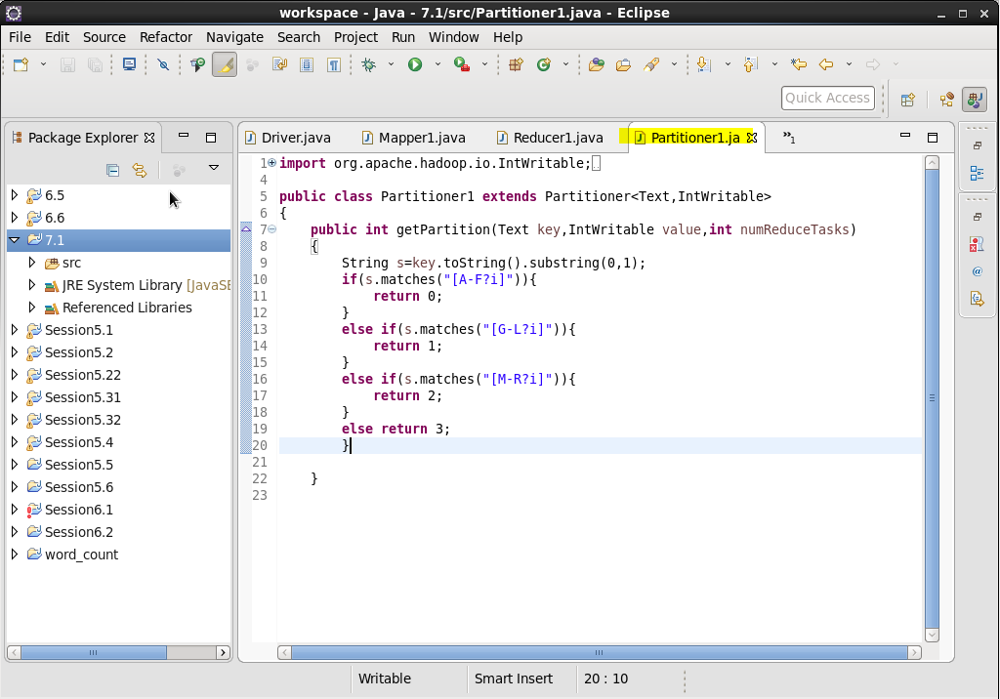 workspace - Java - 7.1/src/Partitioner1.java - Eclipse
File Edit Source Refactor Navigate Search Project Run Window Help
Quick Access
Package Explorer
Driver.java Mapper1.java Reducer1.java Partitioner1.ja »1
6.5
6.6
7.1
src
JRE System Library [JavaSE
Referenced Libraries
Session5.1
Session5.2
Session5.22
Session5.31
Session5.32
Session5.4
Session5.5
Session5.6
Session6.1
Session6.2
word_count
1 import org.apache.hadoop.io.IntWritable;
4
5 public class Partitioner1 extends Partitioner<Text,IntWritable>
6 {
7 public int getPartition(Text key,IntWritable value,int numReduceTasks)
8 {
9 String s=key.toString().substring(0,1);
10 if(s.matches("[A-F?i]")){
11 return 0;
12 }
13 else if(s.matches("[G-L?i]")){
14 return 1;
15 }
16 else if(s.matches("[M-R?i]")){
17 return 2;
18 }
19 else return 3;
20 }
21
22 }
23
Writable Smart Insert 20 : 10